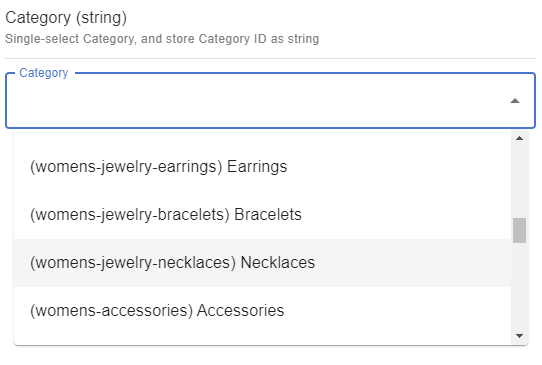 Category (string)
Single-select Category, and store Category ID as string
Category
(womens-jewelry-earrings) Earrings
(womens-jewelry-bracelets) Bracelets
(womens-jewelry-necklaces) Necklaces
(womens-accessories) Accessories